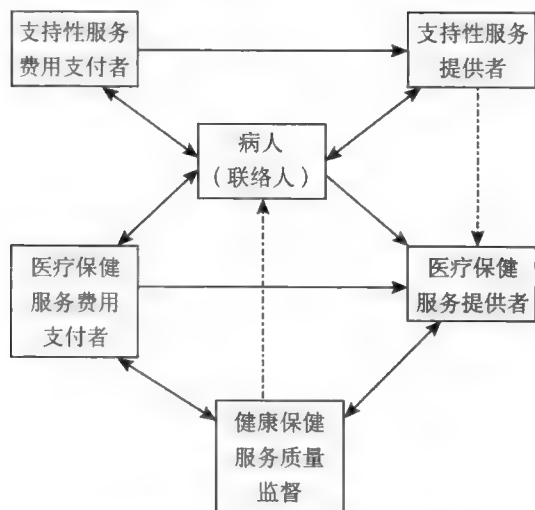 支持性服务
费用支付者
支持性服务
提供者
病人
（联络人）
医疗保健
服务费用
支付者
医疗保健
服务提供者
健康保健
服务质量
监督